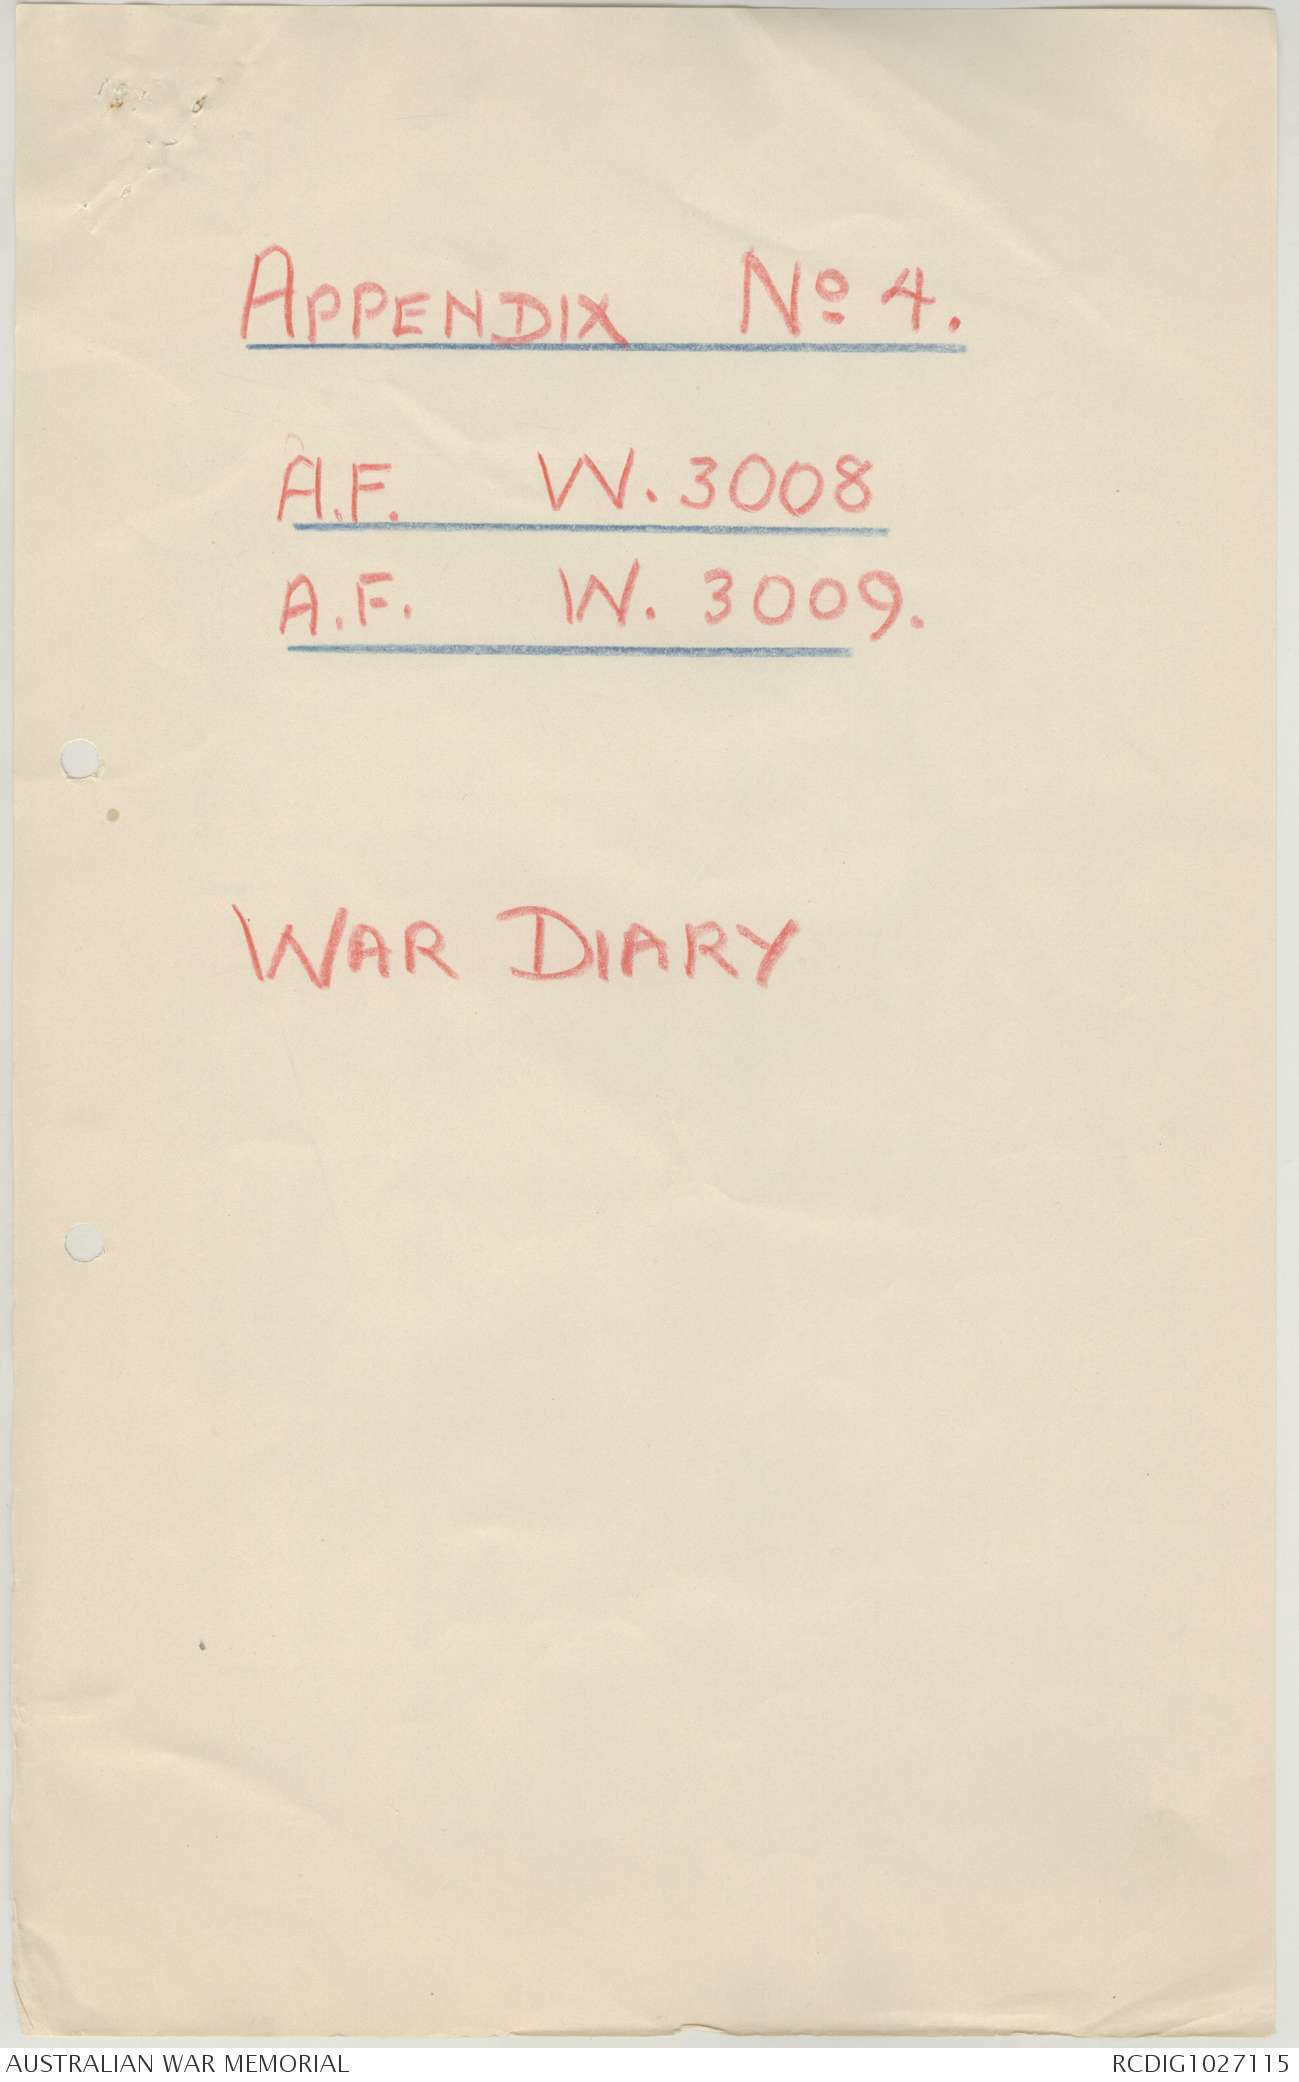 APPENDIX Nº 4.
A.F. W. 3008
A.F. W. 3009.
WAR DIARY
AUSTRALIAN WAR MEMORIAL
RCDIG1027115